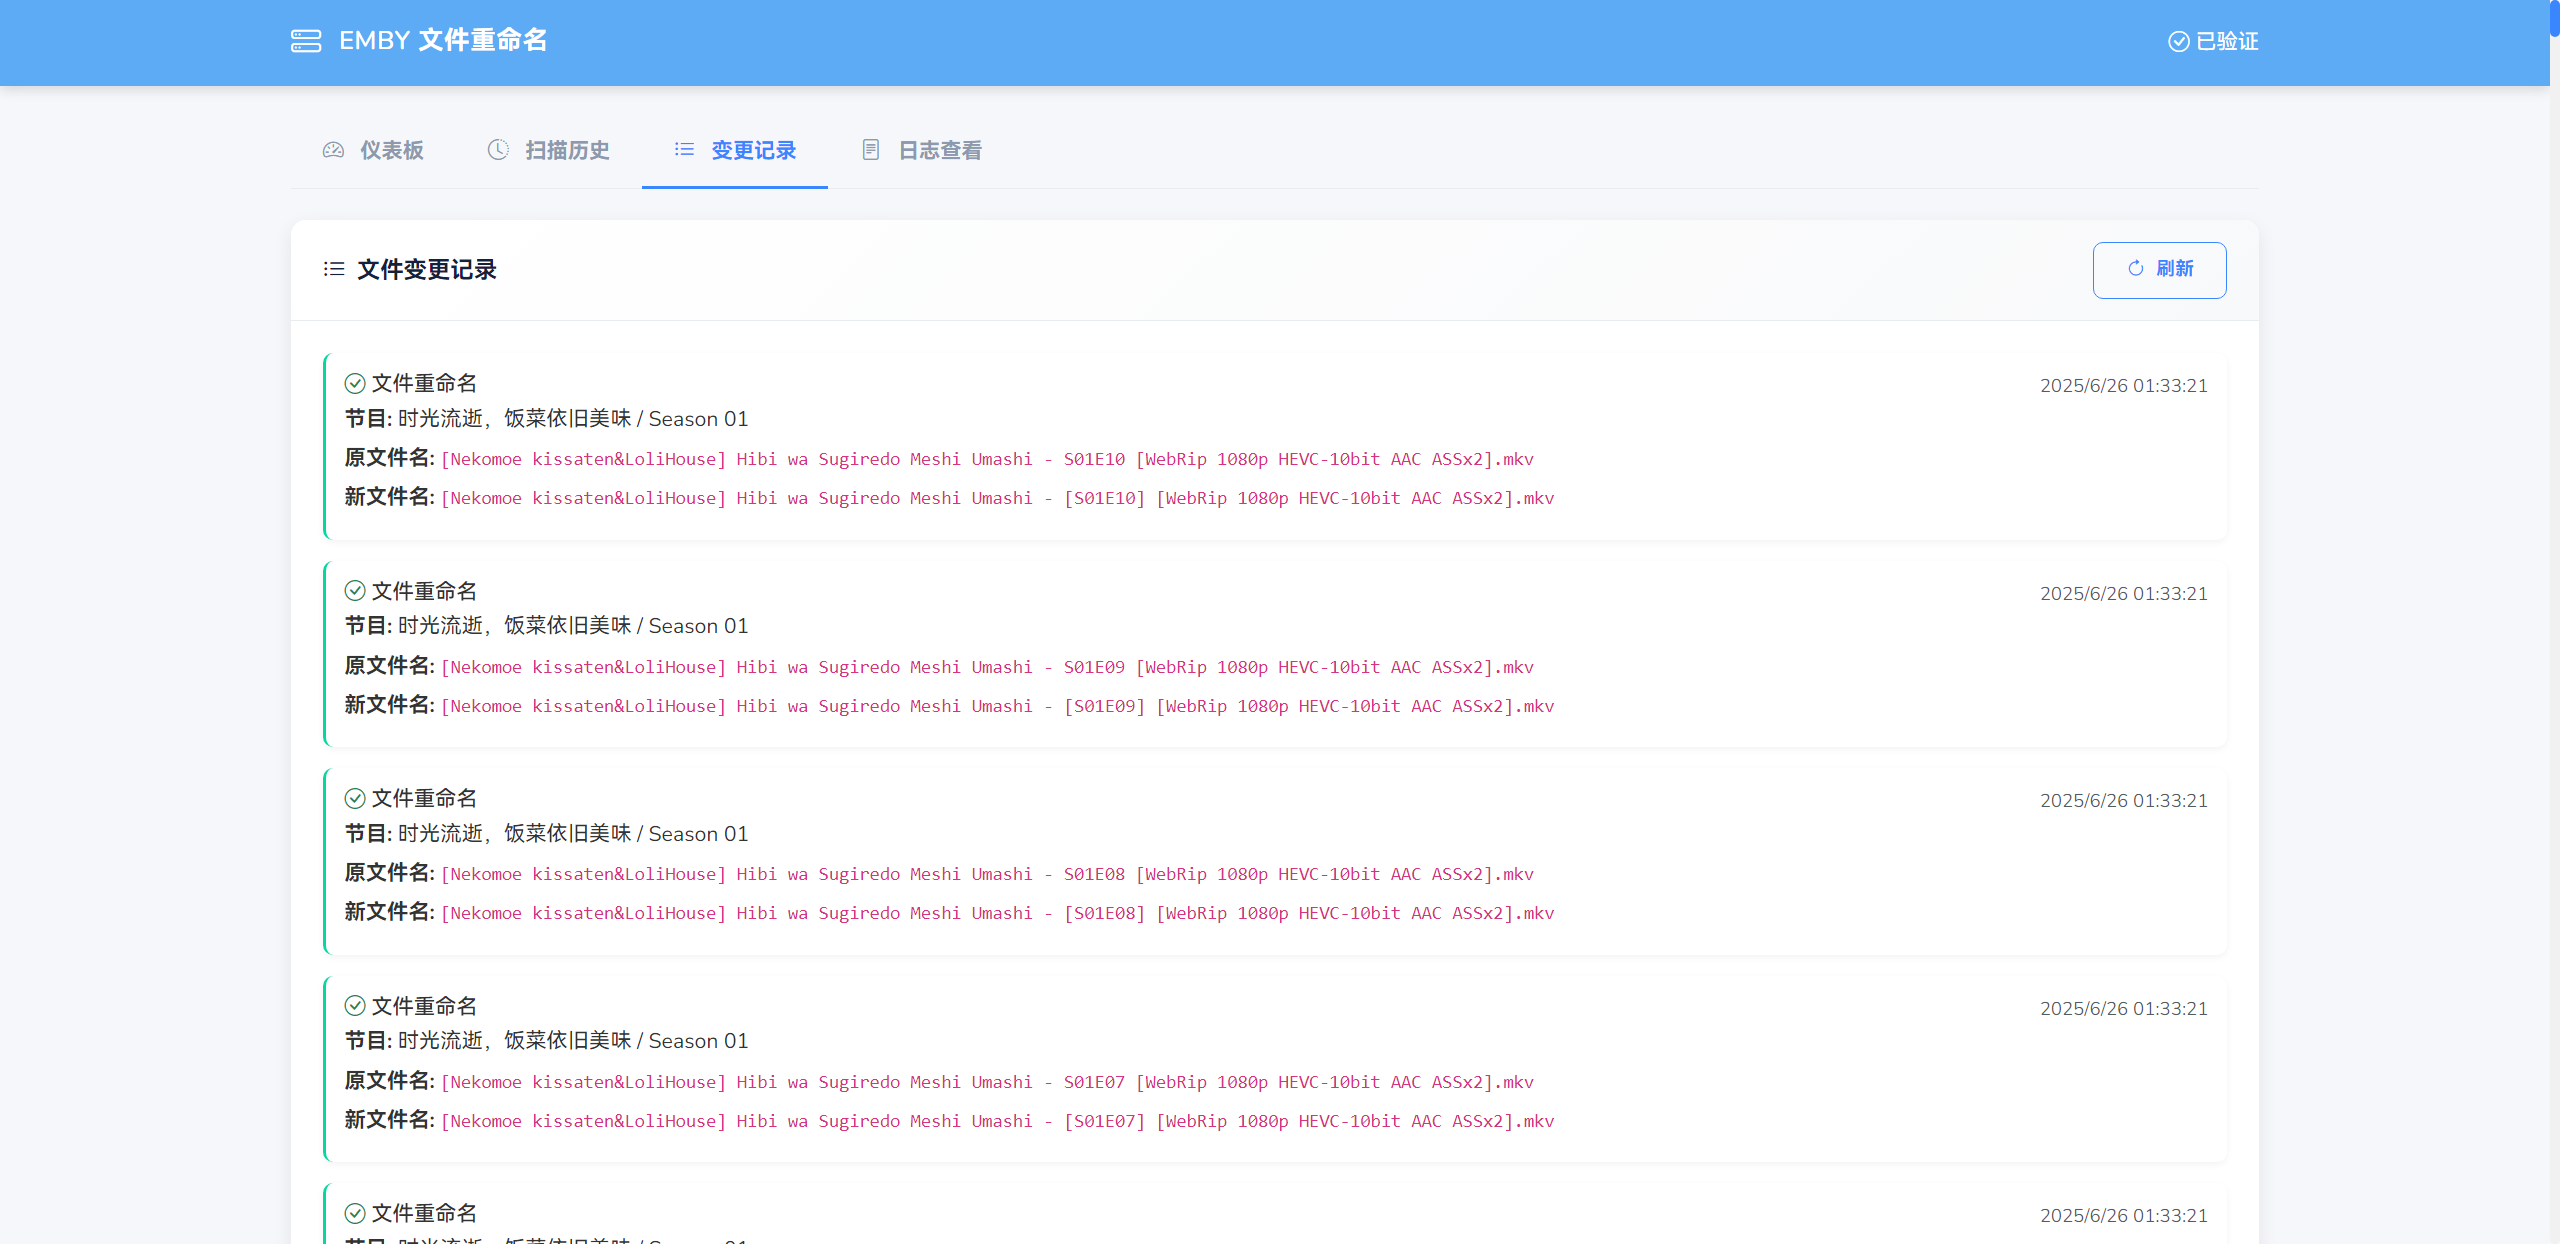 EMBY 文件重命名
已验证
仪表板
扫描历史
变更记录
日志查看
文件变更记录
刷新
文件重命名
2025/6/26 01:33:21
节目: 时光流逝，饭菜依旧美味 / Season 01
原文件名: [Nekomoe kissaten&LoliHouse] Hibi wa Sugiredo Meshi Umashi - S01E10 [WebRip 1080p HEVC-10bit AAC ASSx2].mkv
新文件名: [Nekomoe kissaten&LoliHouse] Hibi wa Sugiredo Meshi Umashi - [S01E10] [WebRip 1080p HEVC-10bit AAC ASSx2].mkv
文件重命名
2025/6/26 01:33:21
节目: 时光流逝，饭菜依旧美味 / Season 01
原文件名: [Nekomoe kissaten&LoliHouse] Hibi wa Sugiredo Meshi Umashi - S01E09 [WebRip 1080p HEVC-10bit AAC ASSx2].mkv
新文件名: [Nekomoe kissaten&LoliHouse] Hibi wa Sugiredo Meshi Umashi - [S01E09] [WebRip 1080p HEVC-10bit AAC ASSx2].mkv
文件重命名
2025/6/26 01:33:21
节目: 时光流逝，饭菜依旧美味 / Season 01
原文件名: [Nekomoe kissaten&LoliHouse] Hibi wa Sugiredo Meshi Umashi - S01E08 [WebRip 1080p HEVC-10bit AAC ASSx2].mkv
新文件名: [Nekomoe kissaten&LoliHouse] Hibi wa Sugiredo Meshi Umashi - [S01E08] [WebRip 1080p HEVC-10bit AAC ASSx2].mkv
文件重命名
2025/6/26 01:33:21
节目: 时光流逝，饭菜依旧美味 / Season 01
原文件名: [Nekomoe kissaten&LoliHouse] Hibi wa Sugiredo Meshi Umashi - S01E07 [WebRip 1080p HEVC-10bit AAC ASSx2].mkv
新文件名: [Nekomoe kissaten&LoliHouse] Hibi wa Sugiredo Meshi Umashi - [S01E07] [WebRip 1080p HEVC-10bit AAC ASSx2].mkv
文件重命名
2025/6/26 01:33:21